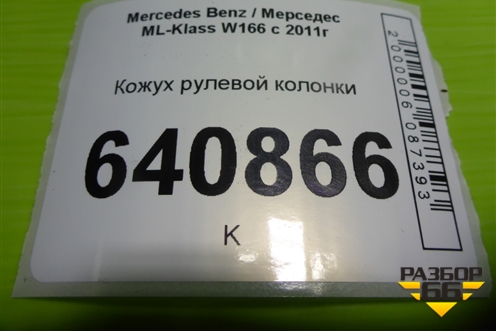 Mercedes Benz / Мерседес
ML-Klass W166 с 2011г
Кожух рулевой колонки
640866
К
2000006087393
РАЗБОР
66